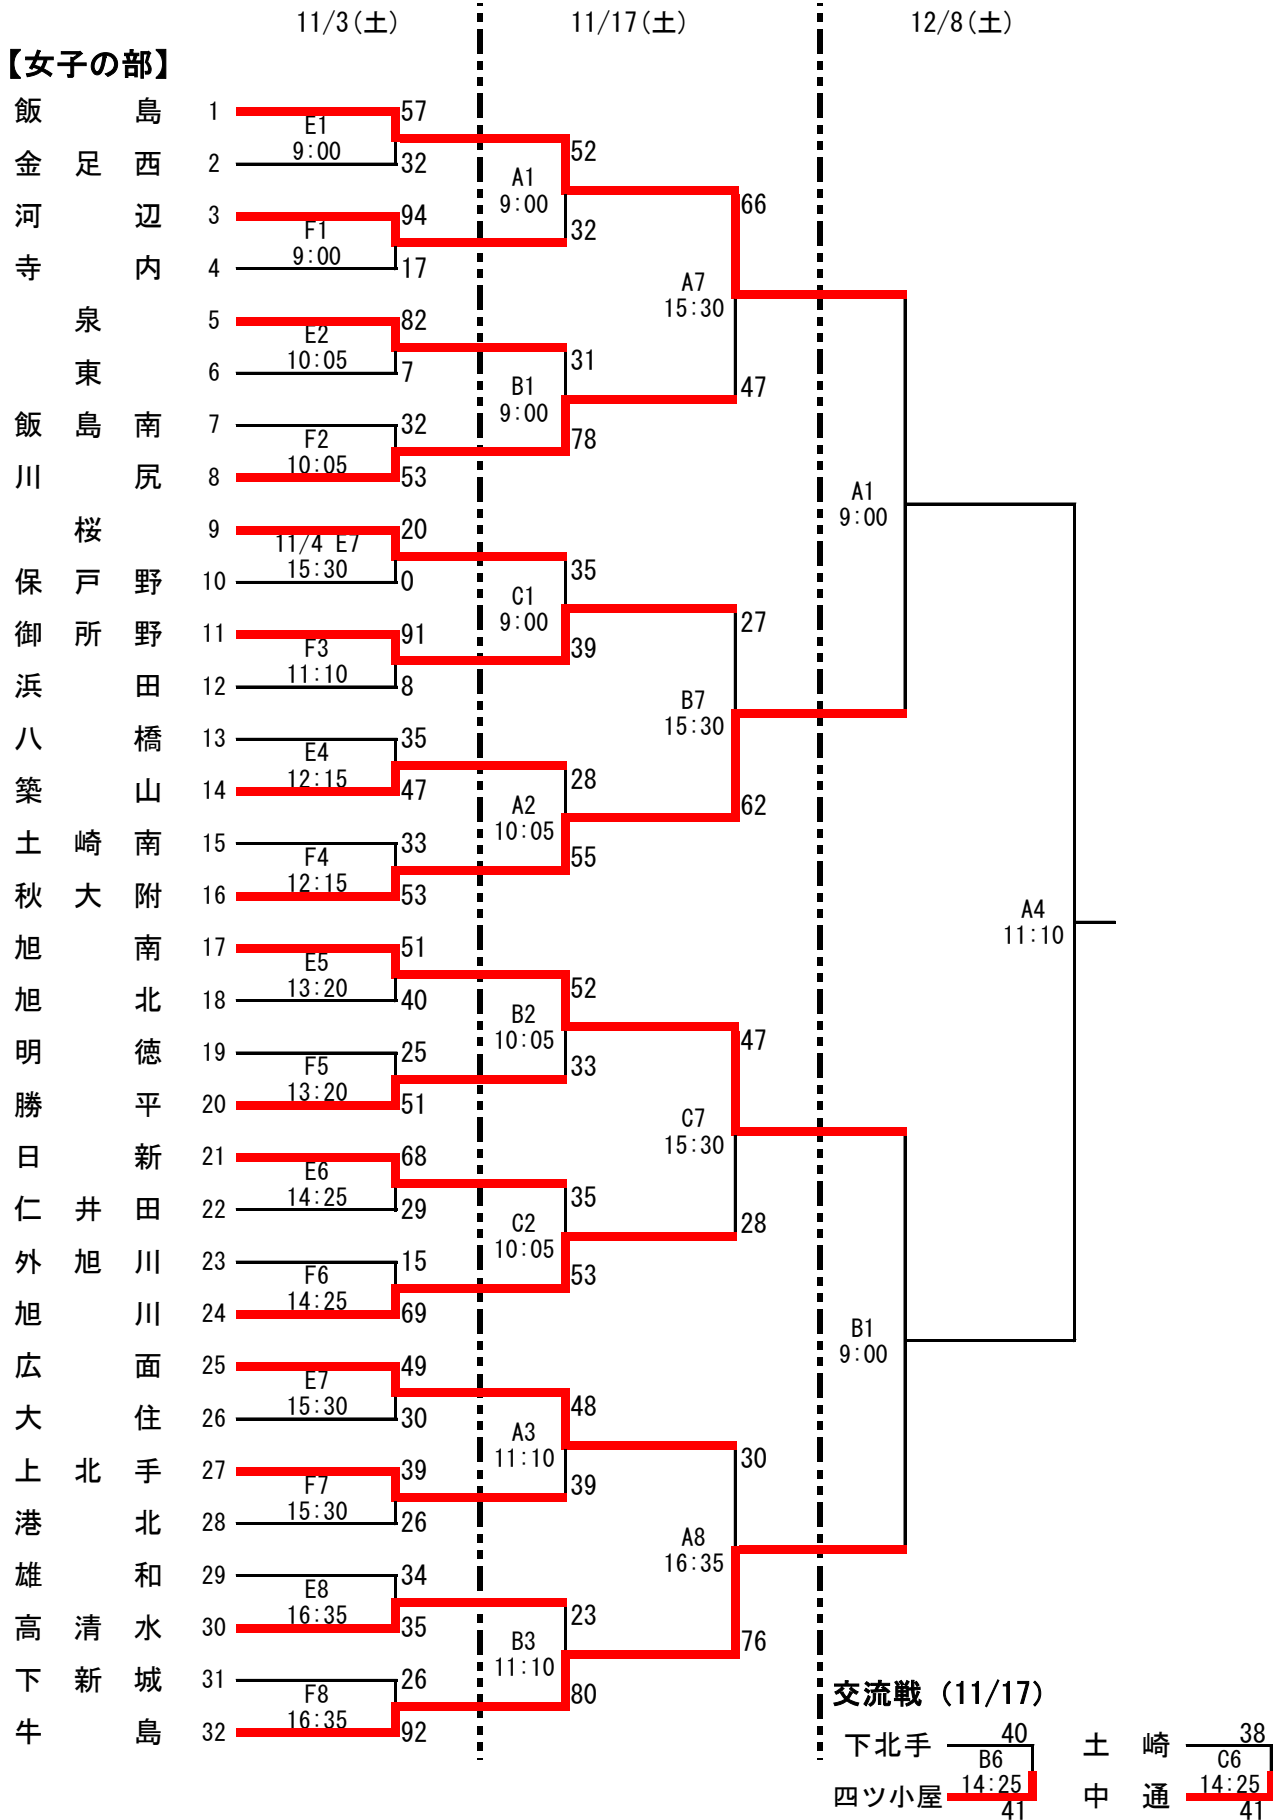 11/3(土) 11/17(土) 12/8(土)
【女子の部】
飯島 1 57
E1
9:00
金足西 2 32
52
A1
9:00
河辺 3 94
66
F1
9:00
32
寺内 4 17
A7
15:30
泉 5 82
E2
10:05
31
東 6 7
B1
9:00
47
飯島南 7 32
F2
10:05
78
川尻 8 53
A1
9:00
桜 9 20
11/4 E7
15:30
35
保戸野 10 0
C1
9:00
27
御所野 11 91
F3
11:10
39
浜田 12 8
B7
15:30
八橋 13 35
E4
12:15
28
築山 14 47
A2
10:05
62
土崎南 15 33
F4
12:15
55
秋大附 16 53
A4
11:10
旭南 17 51
E5
13:20
52
旭北 18 40
B2
10:05
47
明徳 19 25
F5
13:20
33
勝平 20 51
C7
15:30
日新 21 68
E6
14:25
35
仁井田 22 29
C2
10:05
28
外旭川 23 15
F6
14:25
53
旭川 24 69
B1
9:00
広面 25 49
E7
15:30
48
大住 26 30
A3
11:10
30
上北手 27 39
F7
15:30
39
港北 28 26
A8
16:35
雄和 29 34
E8
16:35
23
高清水 30 35
B3
11:10
76
下新城 31 26
F8
16:35
80
牛島 32 92
交流戦 (11/17)
下北手 40
B6
14:25
四ツ小屋 41
土崎 38
C6
14:25
中通 41